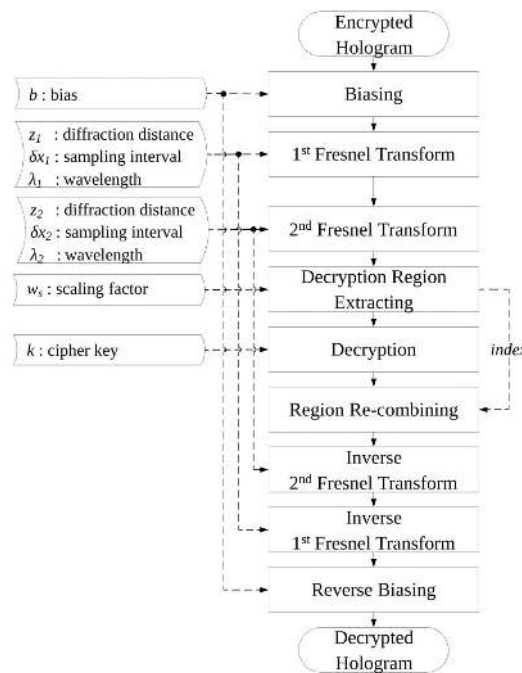 Encrypted
Hologram
b : bias
Biasing
z₁ : diffraction distance
δx₁ : sampling interval
λ₁ : wavelength
1st Fresnel Transform
z₂ : diffraction distance
δx₂ : sampling interval
λ₂ : wavelength
2nd Fresnel Transform
wₛ : scaling factor
Decryption Region
Extracting
k : cipher key
Decryption
index
Region Re-combining
Inverse
2nd Fresnel Transform
Inverse
1st Fresnel Transform
Reverse Biasing
Decrypted
Hologram